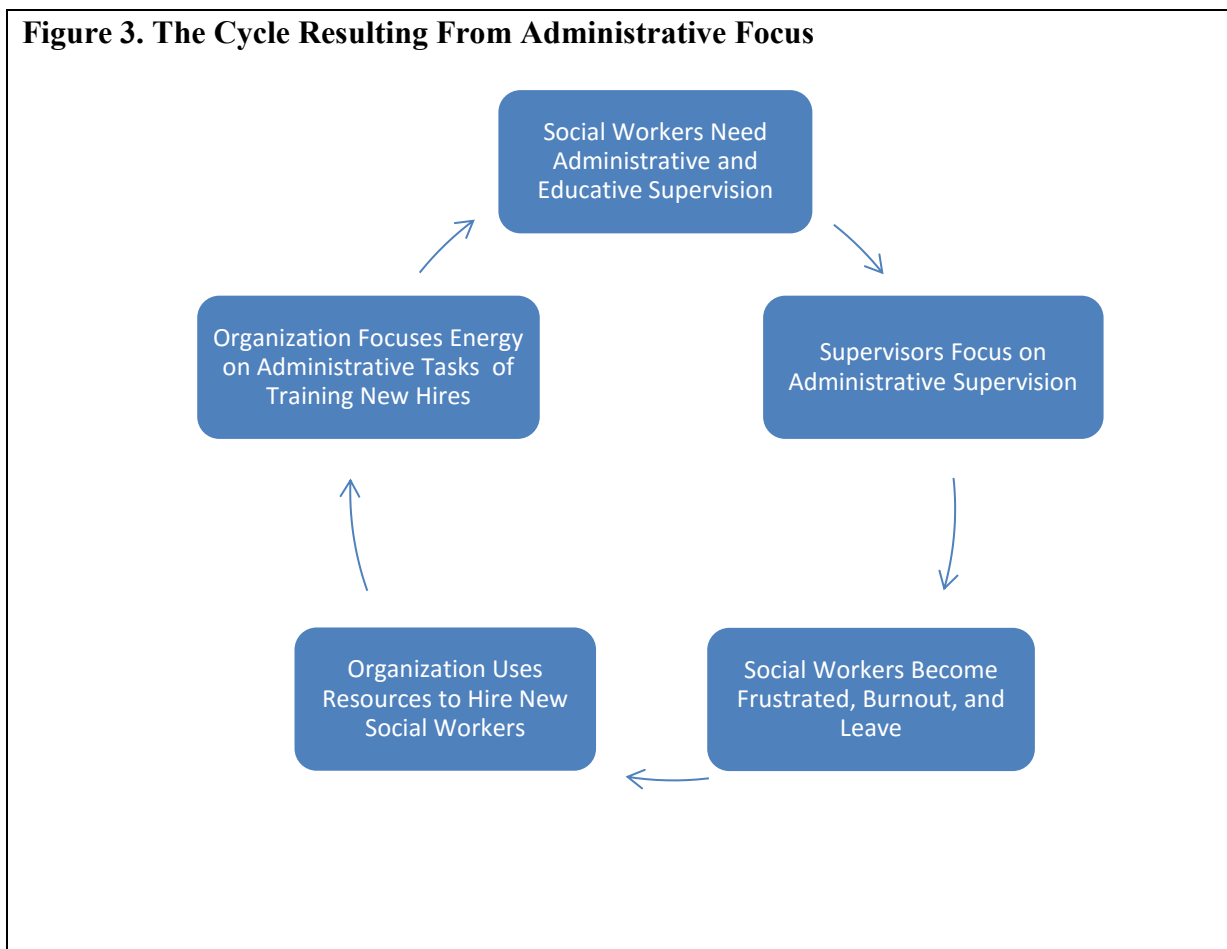 Figure 3. The Cycle Resulting From Administrative Focus
Social Workers Need
Administrative and
Educative Supervision
Supervisors Focus on
Administrative Supervision
Social Workers Become
Frustrated, Burnout, and
Leave
Organization Uses
Resources to Hire New
Social Workers
Organization Focuses Energy
on Administrative Tasks  of
Training New Hires